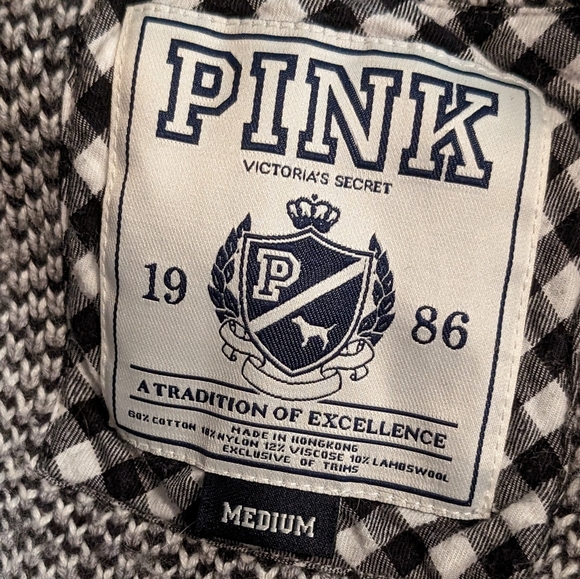 PINK
VICTORIA'S SECRET
P
19 86
A TRADITION OF EXCELLENCE
MADE IN HONGKONG
60% COTTON 18% NYLON 12% VISCOSE 10% LAMBSWOOL
EXCLUSIVE OF TRIMS
MEDIUM